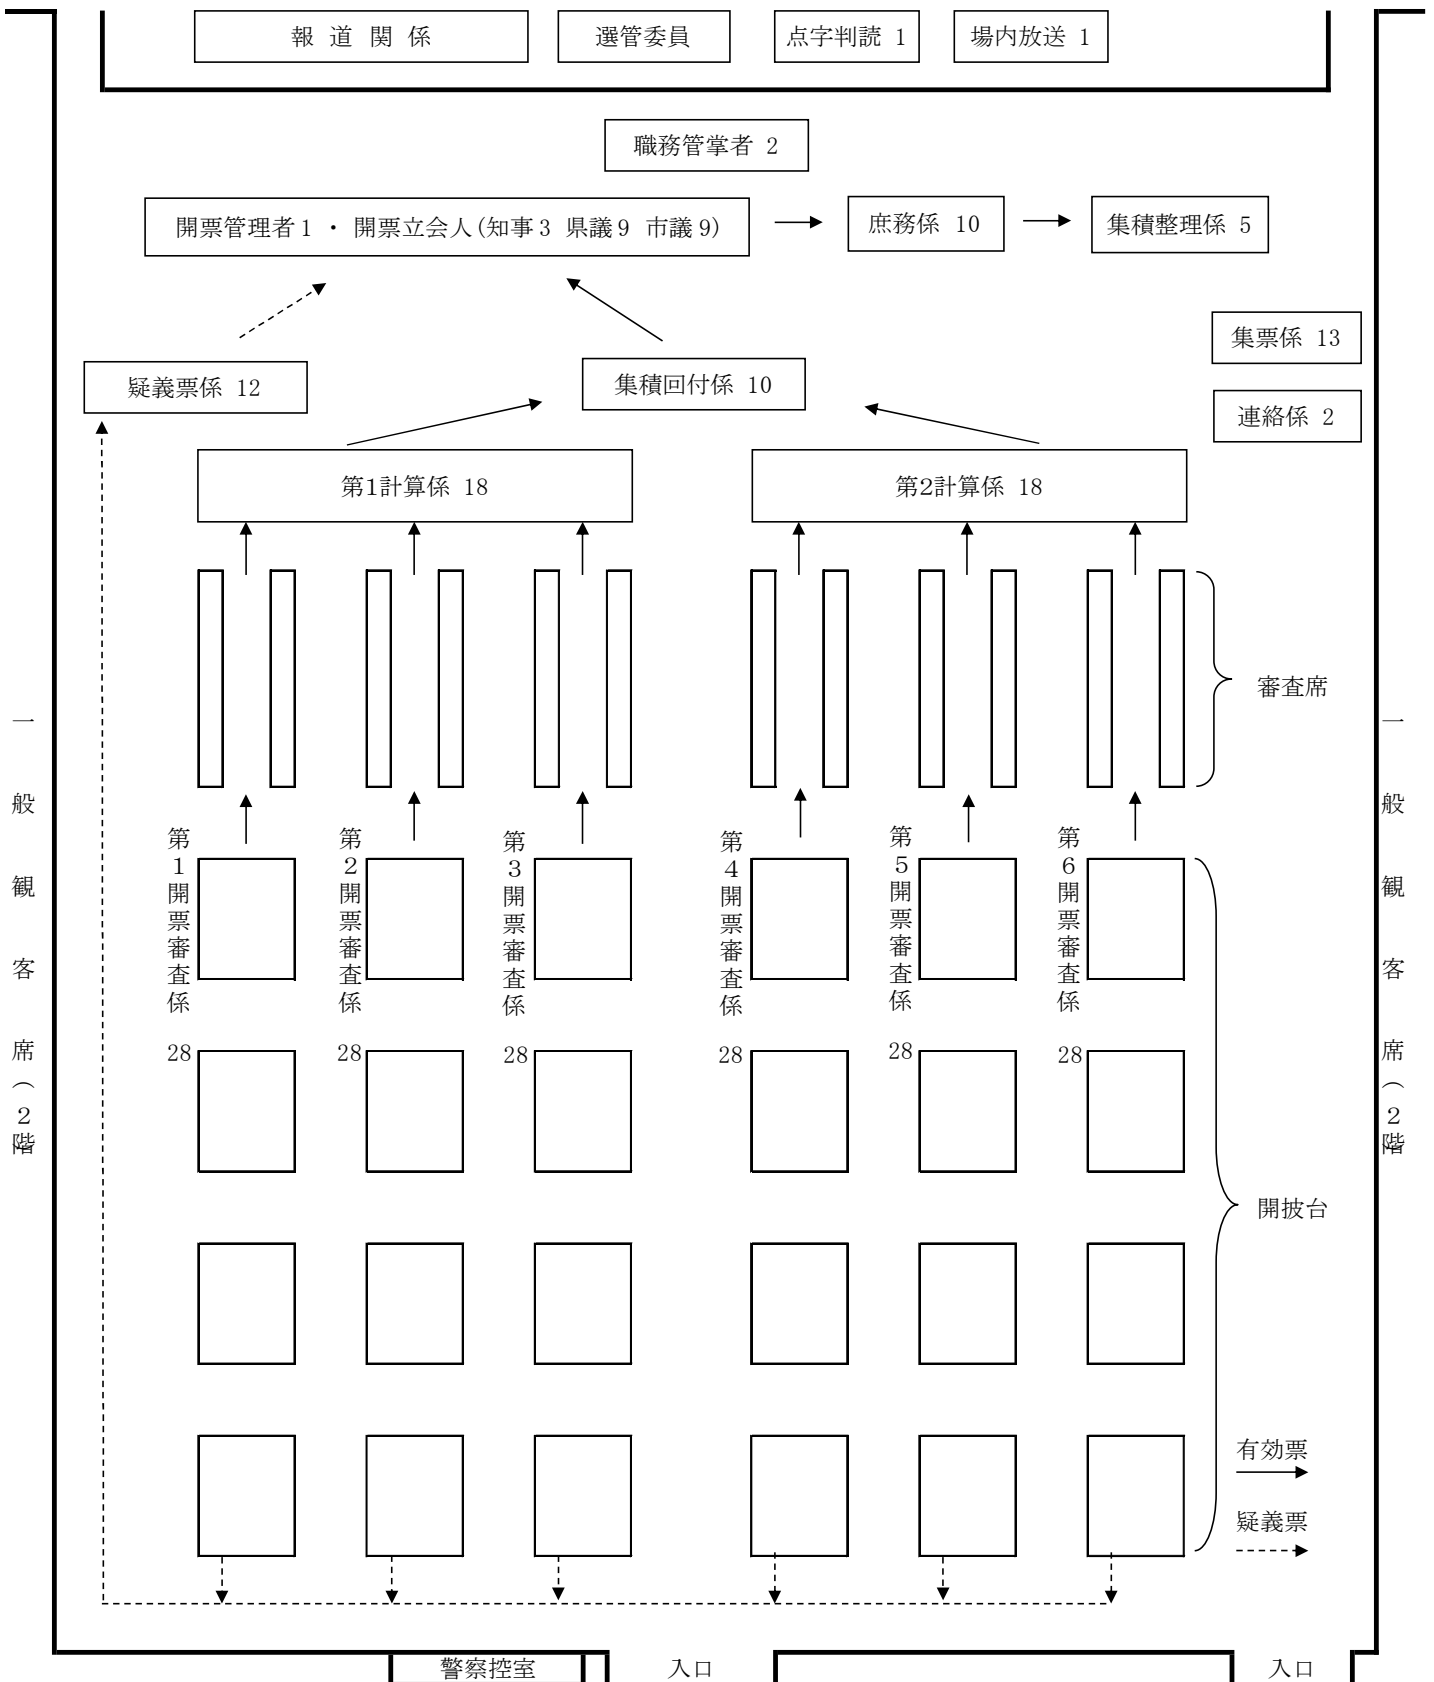 報道関係
選管委員
点字判読 1
場内放送 1
職務管掌者 2
開票管理者1 ・ 開票立会人(知事3 県議9 市議9)
庶務係 10
集積整理係 5
集票係 13
疑義票係 12
集積回付係 10
連絡係 2
第1計算係 18
第2計算係 18
審査席
第1開票審査係 28
第2開票審査係 28
第3開票審査係 28
第4開票審査係 28
第5開票審査係 28
第6開票審査係 28
一般観客席(2階)
一般観客席(2階)
開披台
有効票
疑義票
警察控室
入口
入口